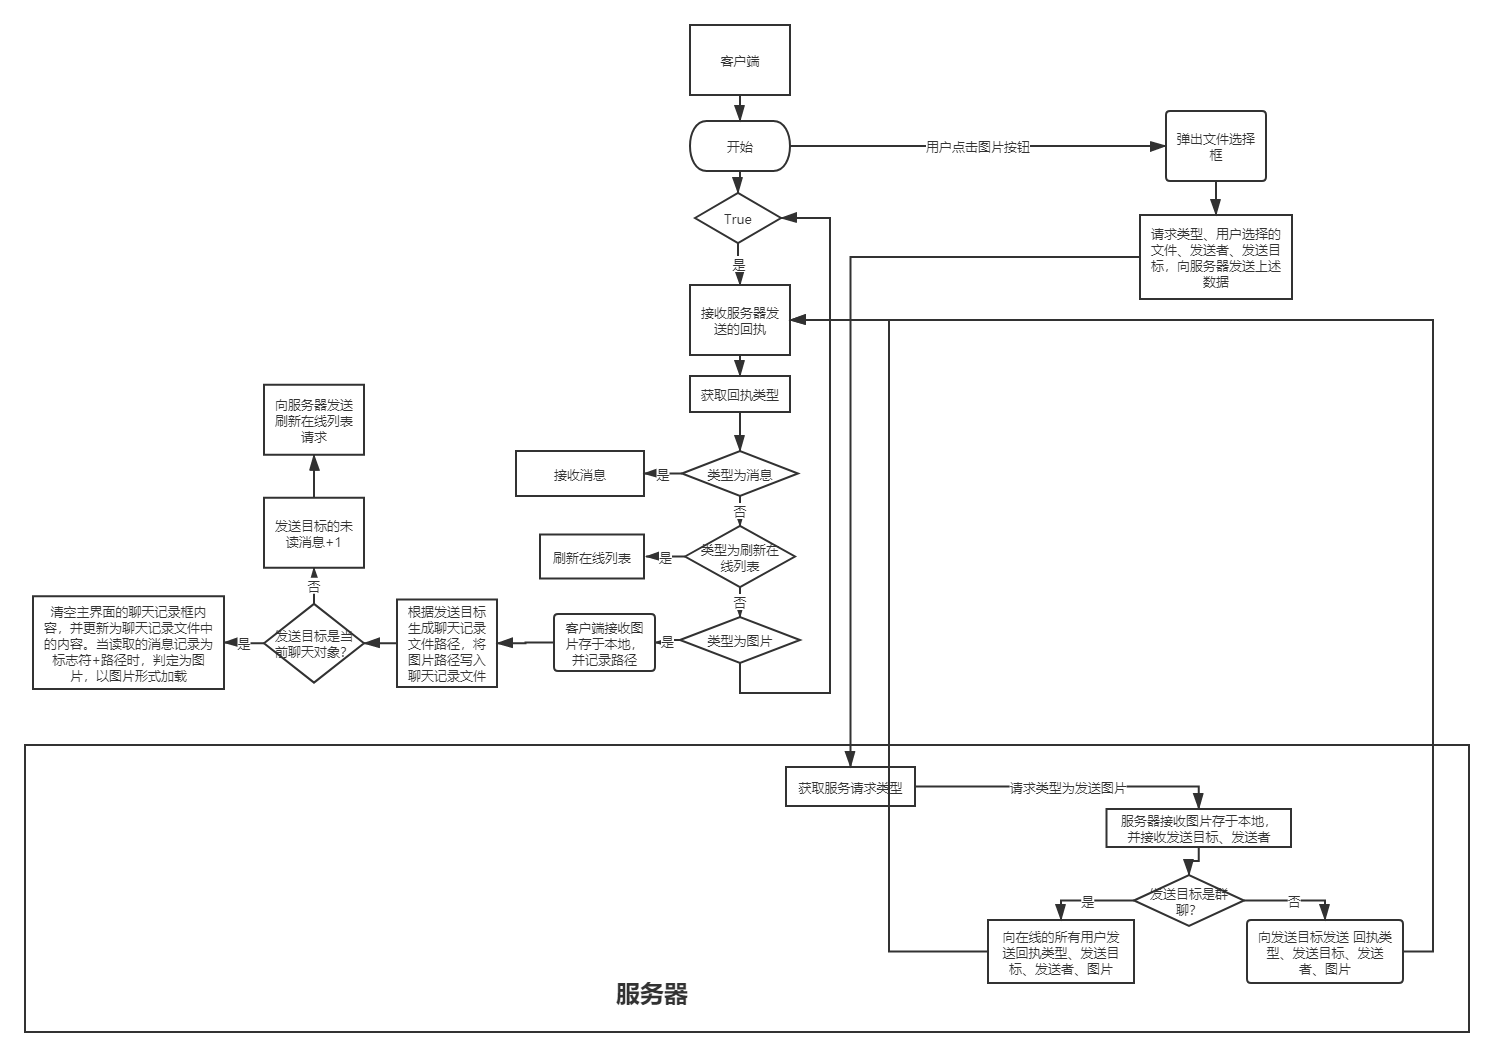 客户端
开始
用户点击图片按钮
弹出文件选择
框
True
请求类型、用户选择的
文件、发送者、发送目
标，向服务器发送上述
数据
是
接收服务器发
送的回执
获取回执类型
向服务器发送
刷新在线列表
请求
类型为消息
是
接收消息
否
发送目标的未
读消息+1
类型为刷新在
线列表
是
刷新在线列表
否
否
类型为图片
是
客户端接收图
片存于本地，
并记录路径
根据发送目标
生成聊天记录
文件路径，将
图片路径写入
聊天记录文件
发送目标是当
前聊天对象？
是
清空主界面的聊天记录框内
容，并更新为聊天记录文件中
的内容。当读取的消息记录为
标志符+路径时，判定为图
片，以图片形式加载
获取服务请求类型
请求类型为发送图片
服务器接收图片存于本地，
并接收发送目标、发送者
发送目标是群
聊？
是
否
向在线的所有用户发
送回执类型、发送目
标、发送者、图片
向发送目标发送 回执类
型、发送目标、发送
者、图片
服务器